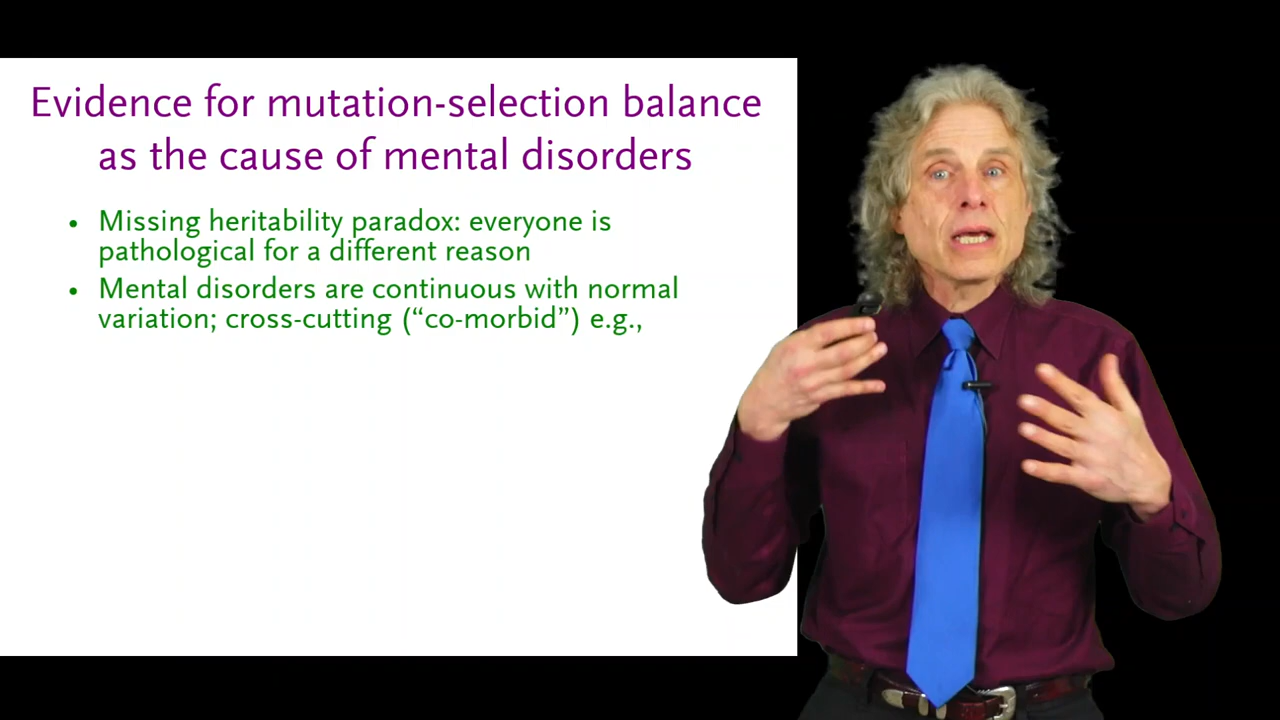 Evidence for mutation-selection balance
as the cause of mental disorders
• Missing heritability paradox: everyone is
pathological for a different reason
• Mental disorders are continuous with normal
variation; cross-cutting (“co-morbid”) e.g.,